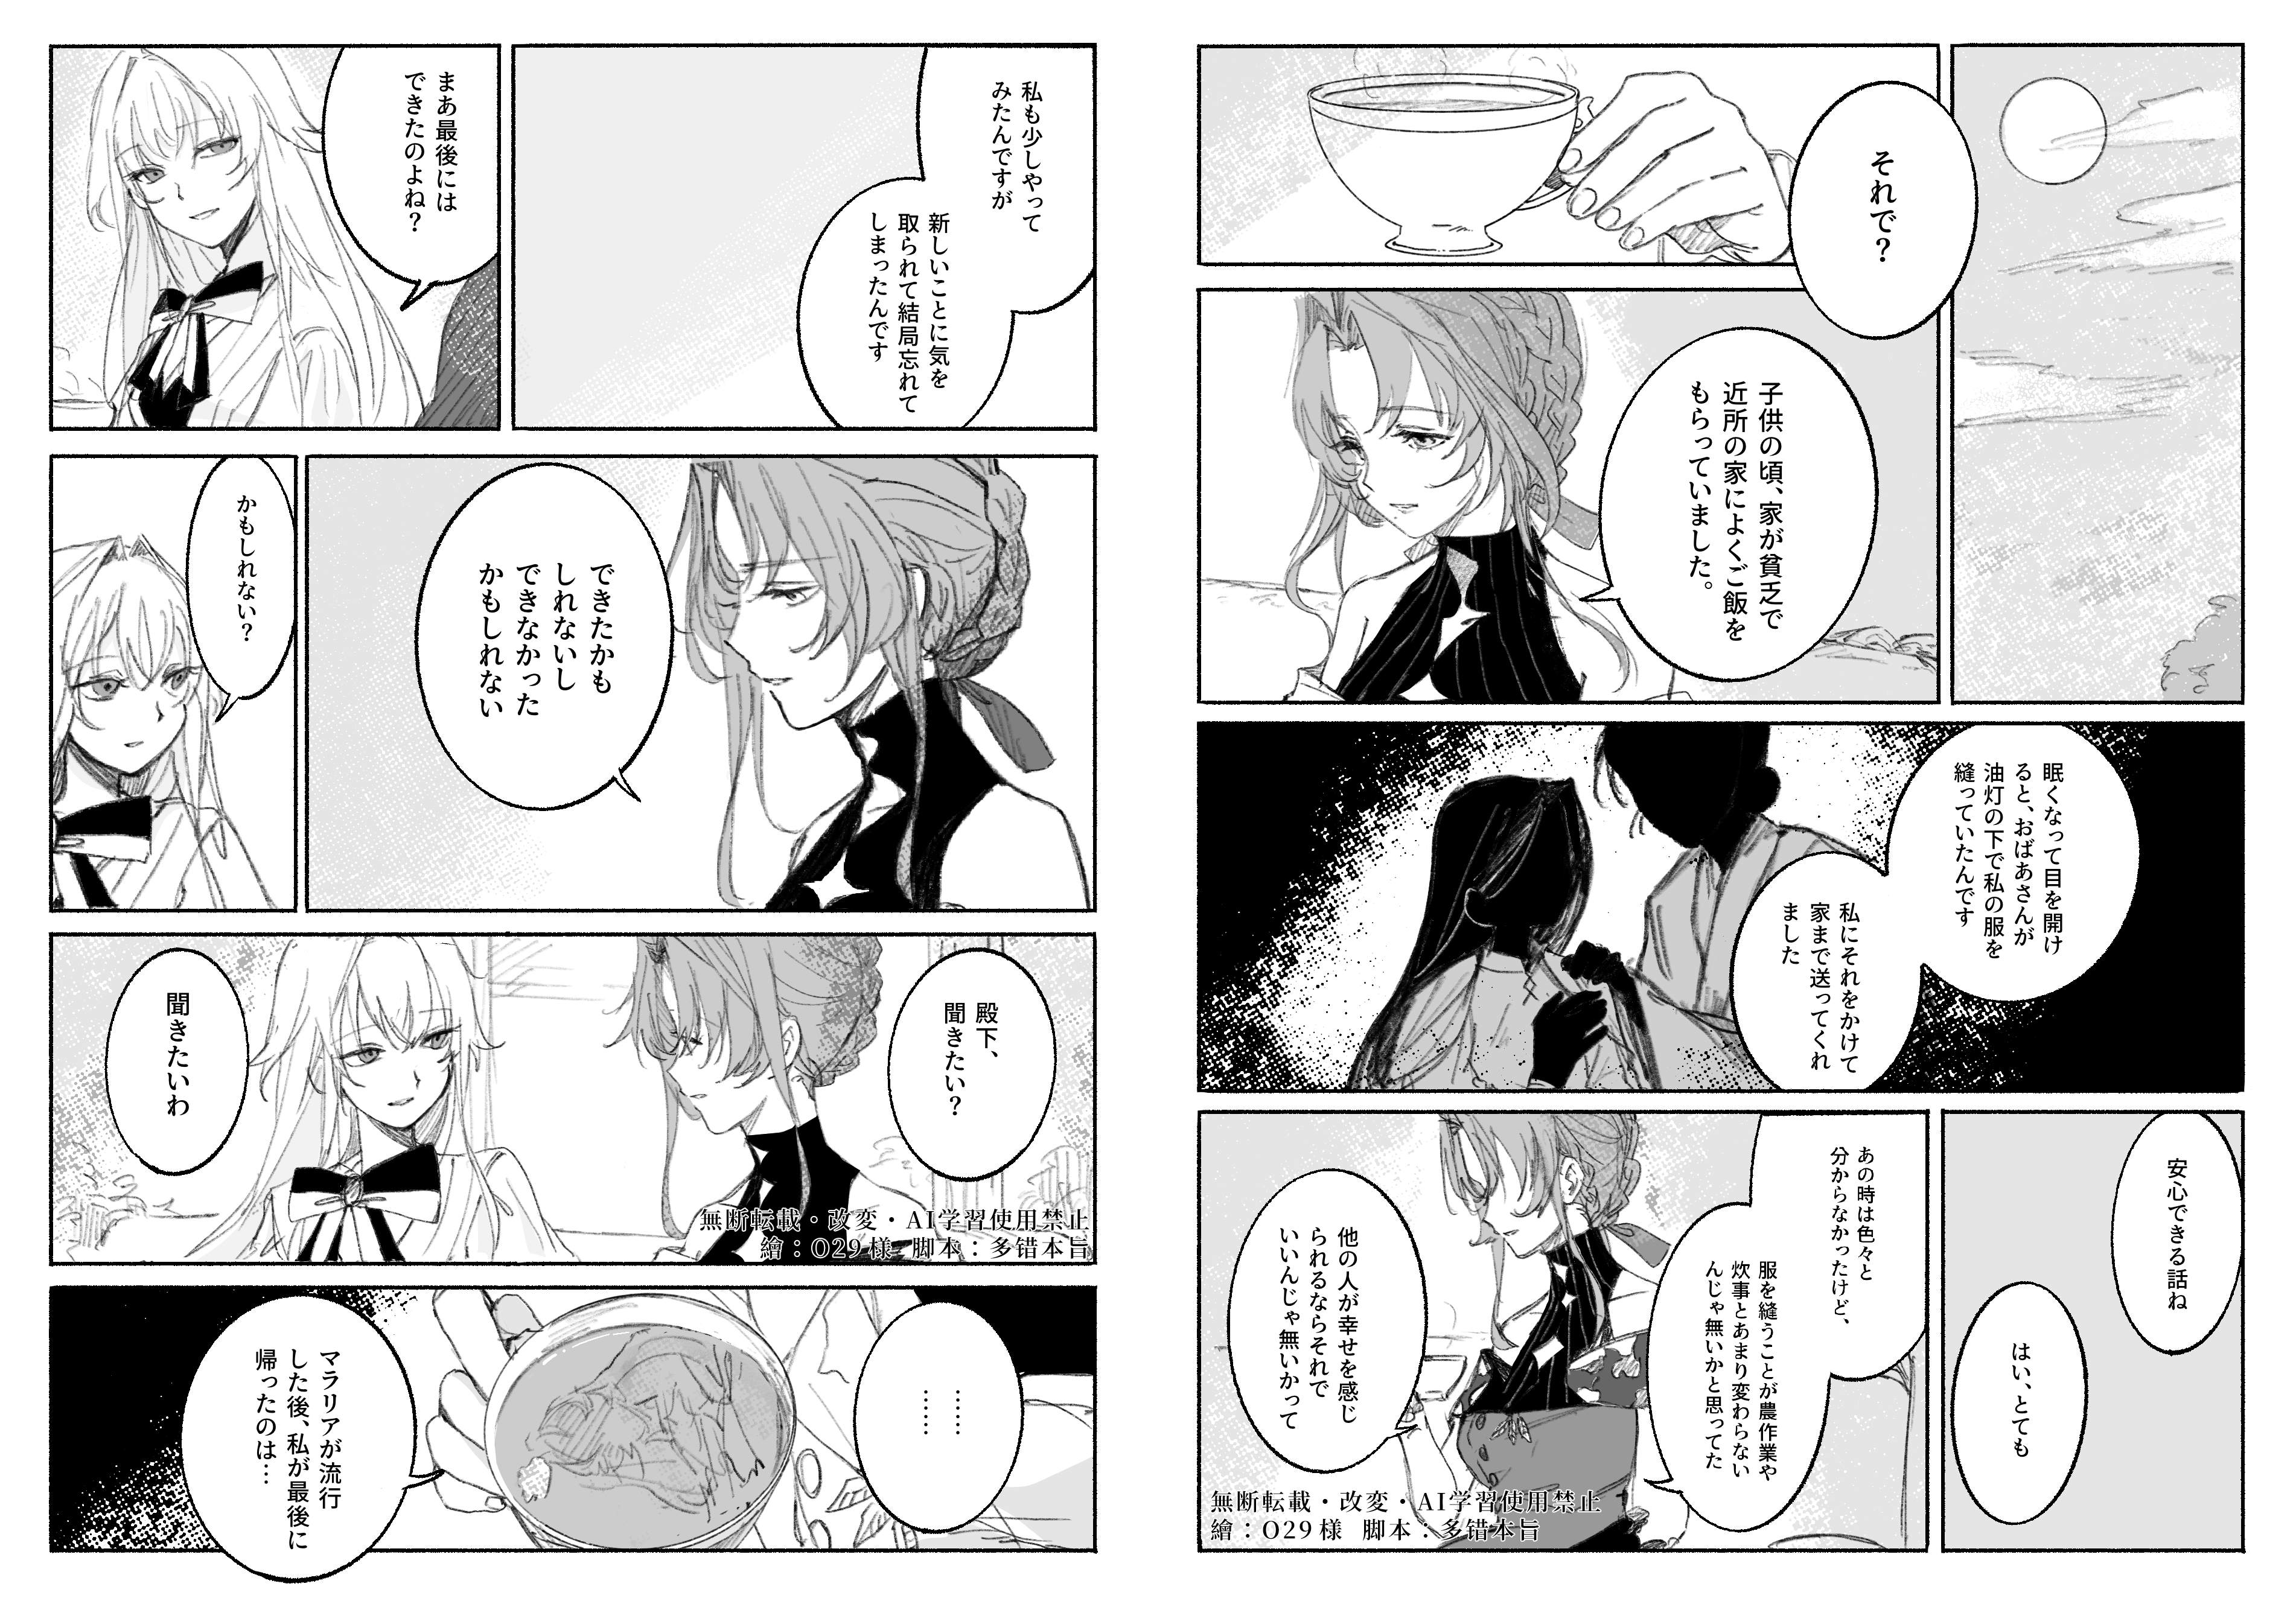 それで？
子供の頃、家が貧乏で
近所の家によくご飯を
もらっていました。
眠くなって目を開け
ると、おばあさんが
油灯の下で私の服を
縫っていたんです
私にそれをかけて
家まで送ってくれ
ました
安心できる話ね
はい、とても
あの時は色々と
分からなかったけど、
服を縫うことが農作業や
炊事とあまり変わらない
んじゃ無いかと思ってた
他の人が幸せを感じ
られるならそれで
いいんじゃ無いかって
無断転載・改変・AI学習使用禁止
繪：O29様 脚本：多错本旨
私も少しやって
みたんですが
新しいことに気を
取られて結局忘れて
しまったんです
まあ最後には
できたのよね？
できたかも
しれないし
できなかった
かもしれない
かもしれない？
殿下、
聞きたい？
聞きたいわ
無断転載・改変・AI学習使用禁止
繪：O29様 脚本：多错本旨
……
……
マラリアが流行
した後、私が最後に
帰ったのは…